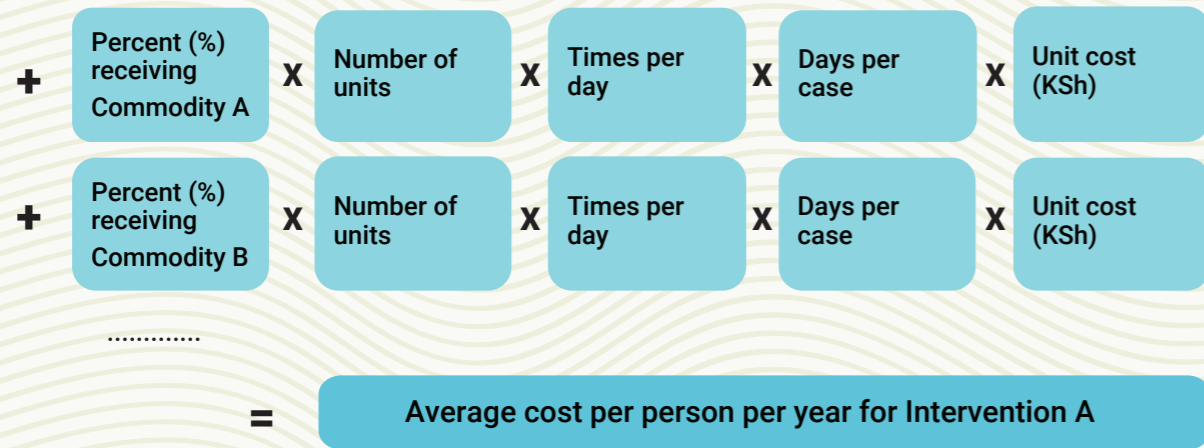 + Percent (%) receiving Commodity A X Number of units X Times per day X Days per case X Unit cost (KSh)
+ Percent (%) receiving Commodity B X Number of units X Times per day X Days per case X Unit cost (KSh)
.............
= Average cost per person per year for Intervention A